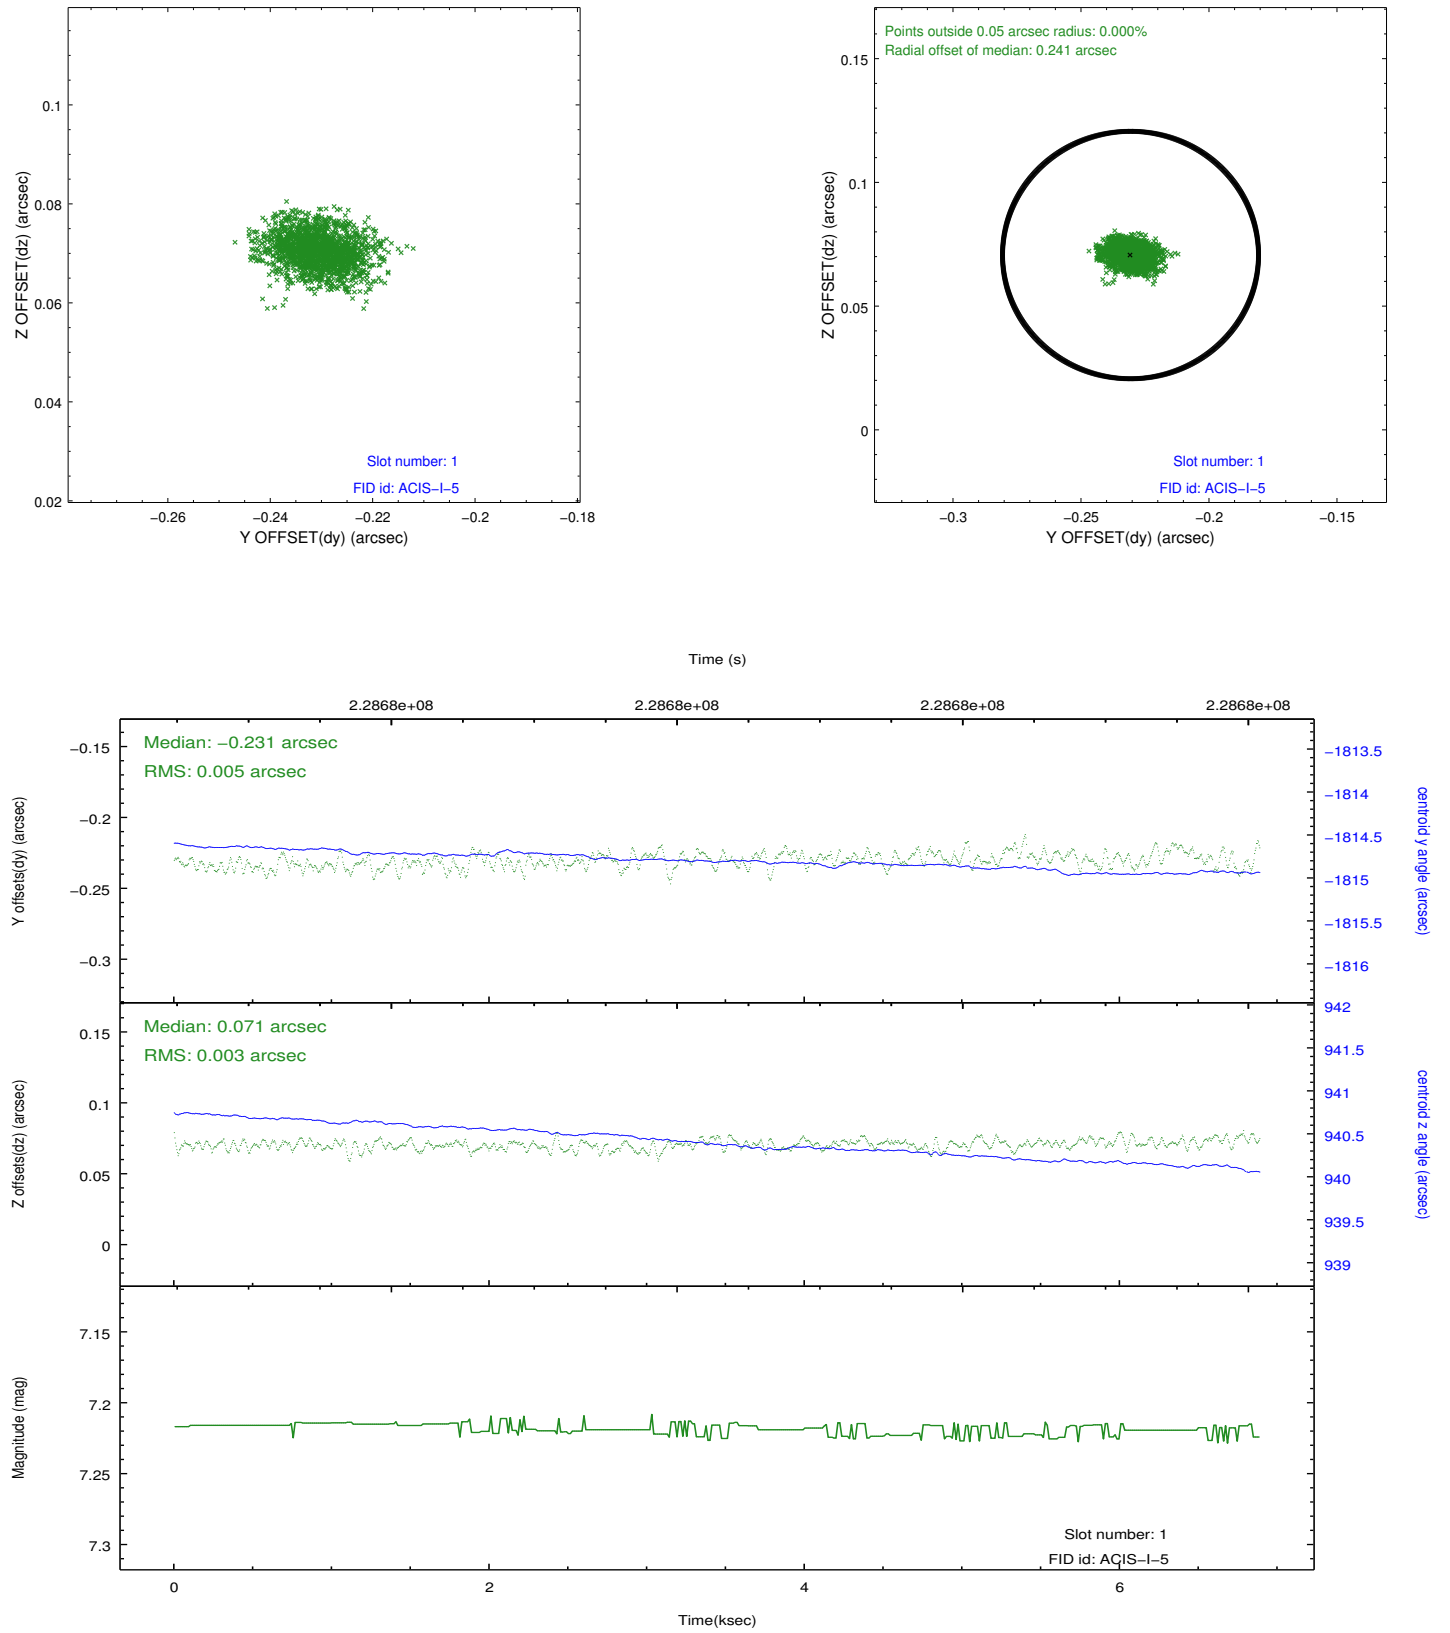 0.1
0.08
0.06
0.04
0.02
Z OFFSET(dz) (arcsec)
Slot number: 1
FID id: ACIS−I−5
−0.26 −0.24 −0.22 −0.2 −0.18
Y OFFSET(dy) (arcsec)
Points outside 0.05 arcsec radius: 0.000%
Radial offset of median: 0.241 arcsec
0.15
0.1
0.05
0
Z OFFSET(dz) (arcsec)
Slot number: 1
FID id: ACIS−I−5
−0.3 −0.25 −0.2 −0.15
Y OFFSET(dy) (arcsec)
Time (s)
2.2868e+08 2.2868e+08 2.2868e+08 2.2868e+08
Median: −0.231 arcsec
RMS: 0.005 arcsec
−0.15
−0.2
−0.25
−0.3
Y offsets(dy) (arcsec)
−1813.5
−1814
−1814.5
−1815
−1815.5
−1816
centroid y angle (arcsec)
Median: 0.071 arcsec
RMS: 0.003 arcsec
0.15
0.1
0.05
0
Z offsets(dz) (arcsec)
942
941.5
941
940.5
940
939.5
939
centroid z angle (arcsec)
7.15
7.2
7.25
7.3
Magnitude (mag)
Slot number: 1
FID id: ACIS−I−5
0 2 4 6
Time(ksec)